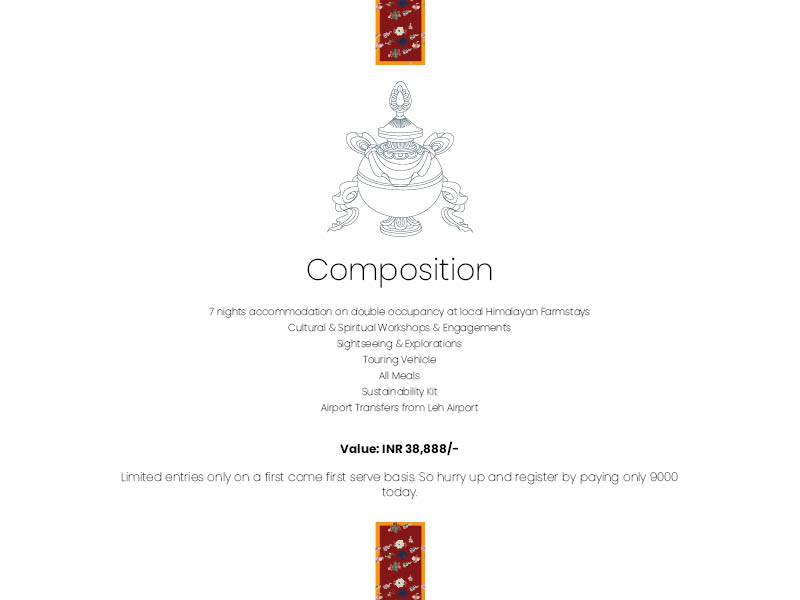 Composition
7 nights accommodation on double occupancy at local Himalayan Farmstays
Cultural & Spiritual Workshops & Engagements
Sightseeing & Explorations
Touring Vehicle
All Meals
Sustainability Kit
Airport Transfers from Leh Airport
Value: INR 38,888/-
Limited entries only on a first come first serve basis. So hurry up and register by paying only 9000
today.